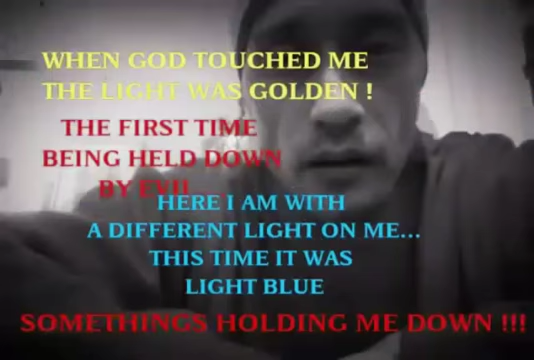 WHEN GOD TOUCHED ME
THE LIGHT WAS GOLDEN !
THE FIRST TIME
BEING HELD DOWN
BY EVIL
HERE I AM WITH
A DIFFERENT LIGHT ON ME...
THIS TIME IT WAS
LIGHT BLUE
SOMETHINGS HOLDING ME DOWN !!!